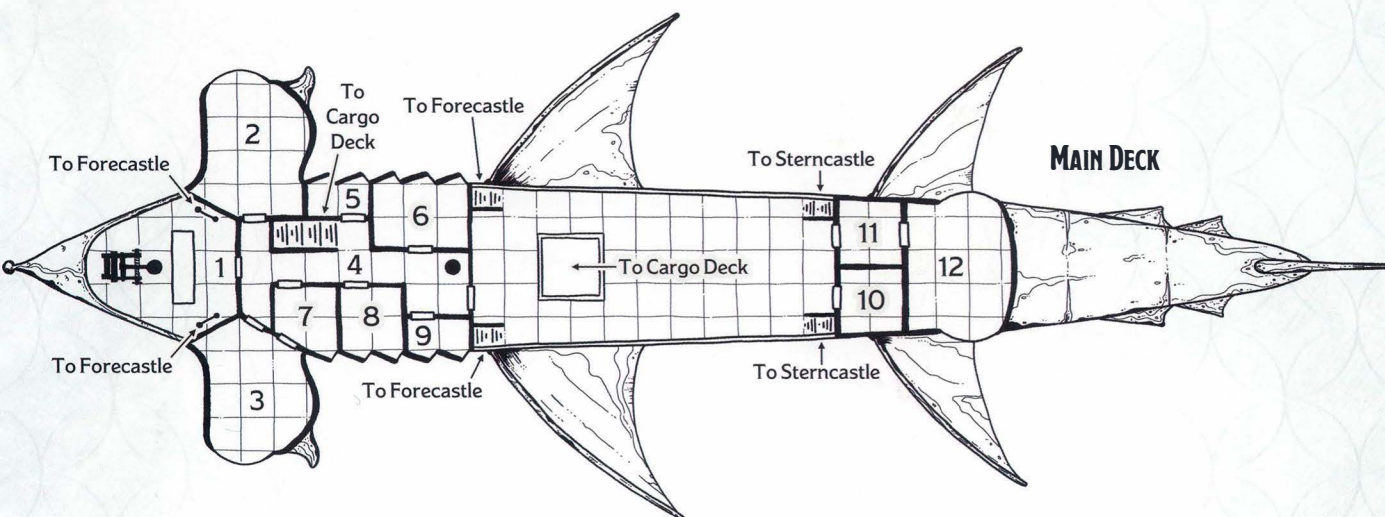 2
To
Cargo
Deck
To Forecastle
To Forecastle
To Sterncastle
MAIN DECK
5
6
11
1
4
To Cargo Deck
12
7
8
9
10
To Forecastle
To Forecastle
To Sterncastle
3